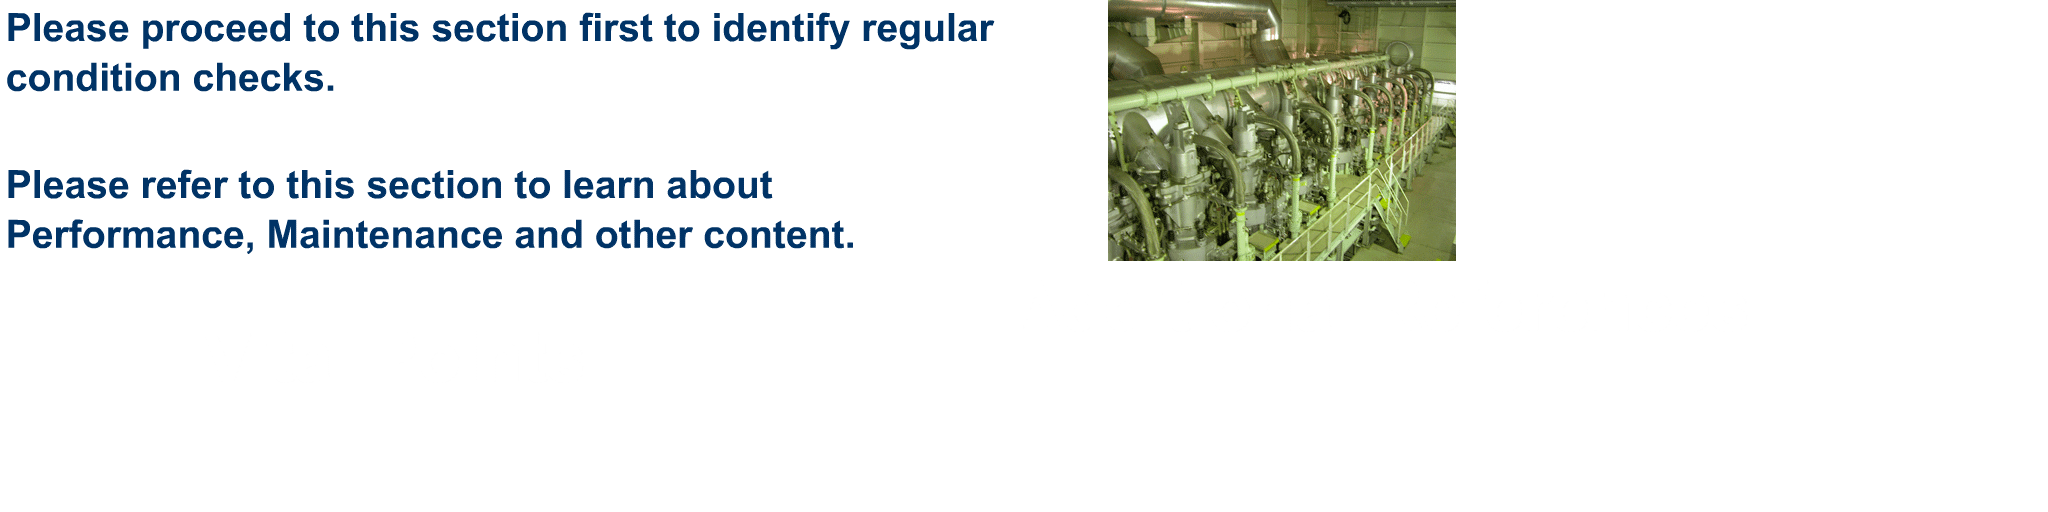 Please proceed to this section first to identify regular
condition checks.
Please refer to this section to learn about
Performance, Maintenance and other content.